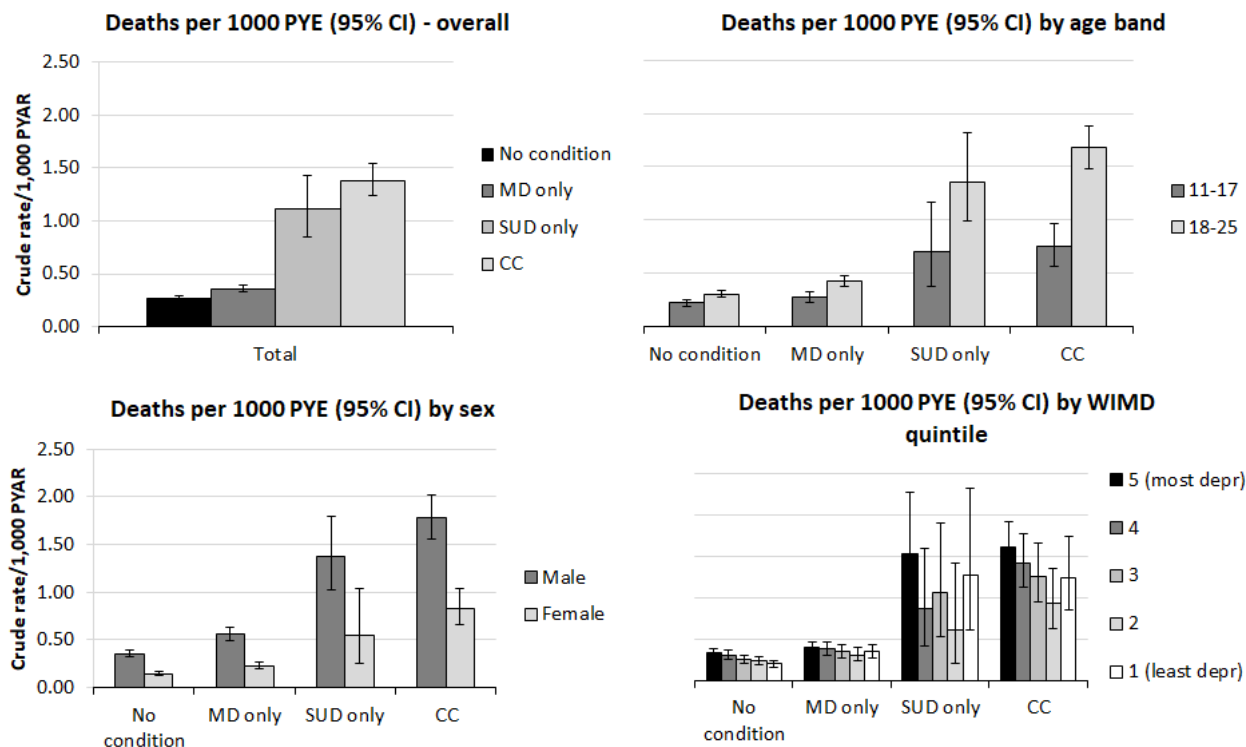 Deaths per 1000 PYE (95% CI) - overall
Crude rate/1,000 PYAR
2.50
2.00
1.50
1.00
0.50
0.00
Total
No condition
MD only
SUD only
CC
Deaths per 1000 PYE (95% CI) by age band
No condition
MD only
SUD only
CC
11-17
18-25
Deaths per 1000 PYE (95% CI) by sex
Crude rate/1,000 PYAR
2.50
2.00
1.50
1.00
0.50
0.00
No
condition
MD only
SUD only
CC
Male
Female
Deaths per 1000 PYE (95% CI) by WIMD
quintile
No
condition
MD only
SUD only
CC
5 (most depr)
4
3
2
1 (least depr)